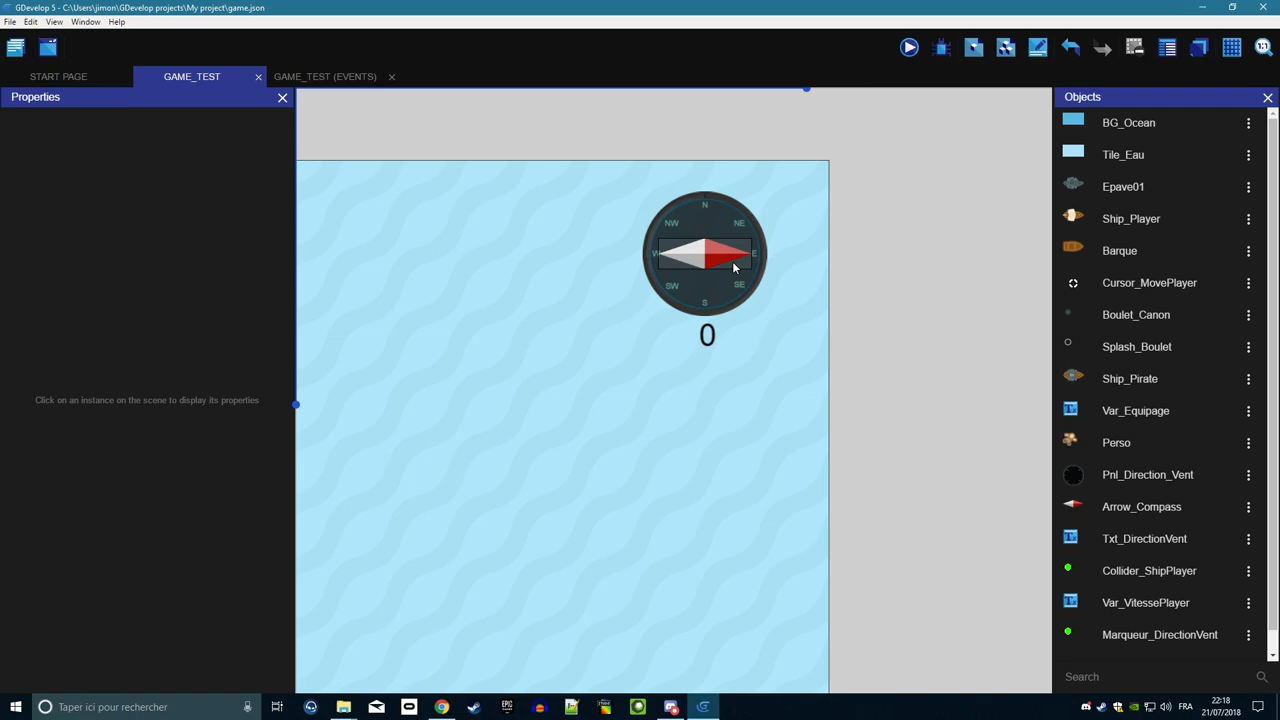 GDevelop 5 - C:\Users\jimon\GDevelop projects\My project\game.json
File Edit View Window Help
1:1
START PAGE GAME_TEST GAME_TEST (EVENTS)
Properties
Objects
BG_Ocean
Tile_Eau
Epave01
Ship_Player
Barque
Cursor_MovePlayer
Boulet_Canon
Splash_Boulet
Ship_Pirate
Var_Equipage
Perso
Pnl_Direction_Vent
Arrow_Compass
Txt_DirectionVent
Collider_ShipPlayer
Var_VitessePlayer
Marqueur_DirectionVent
Search
Click on an instance on the scene to display its properties
N
NW NE
W E
SW SE
S
0
Taper ici pour rechercher
EPIC
FRA
22:18
21/07/2018